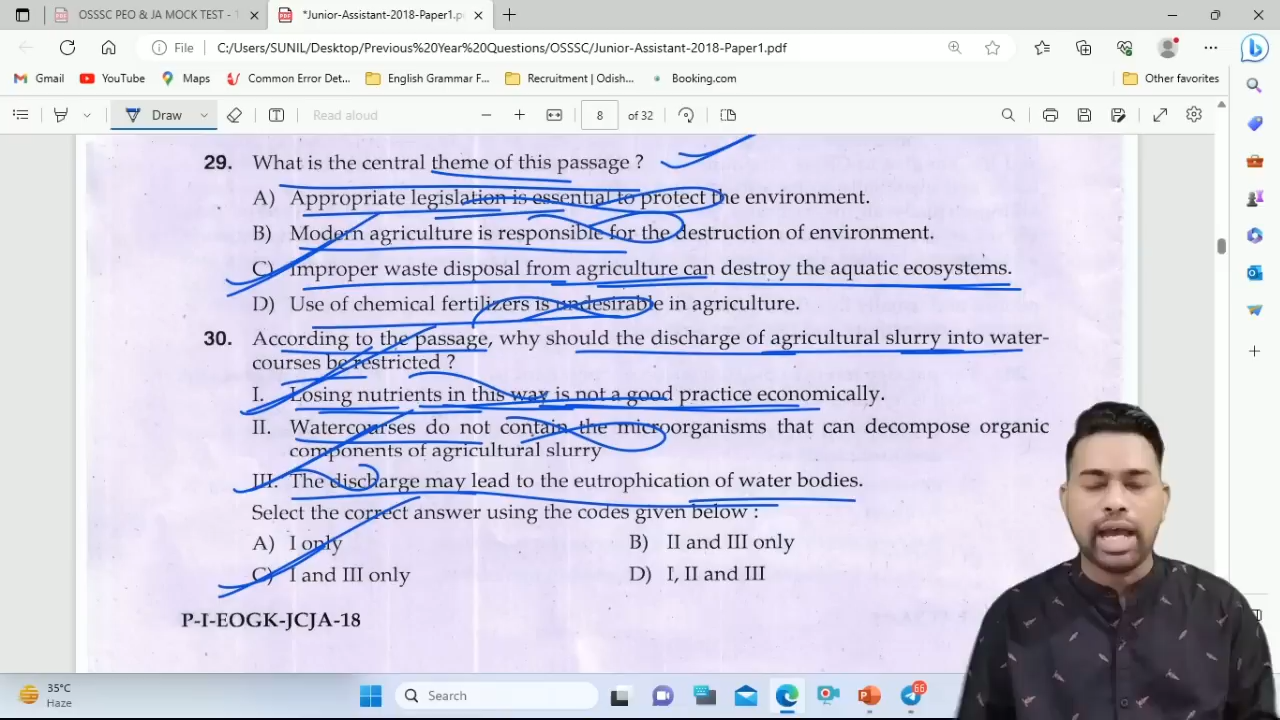 OSSSC PEO & JA MOCK TEST -
*Junior-Assistant-2018-Paper1.p
File
C:/Users/SUNIL/Desktop/Previous%20Year%20Questions/OSSSC/Junior-Assistant-2018-Paper1.pdf
Gmail YouTube Maps Common Error Det... English Grammar F... Recruitment | Odish... Booking.com Other favorites
Draw Read aloud 8 of 32
29. What is the central theme of this passage ?
A) Appropriate legislation is essential to protect the environment.
B) Modern agriculture is responsible for the destruction of environment.
C) Improper waste disposal from agriculture can destroy the aquatic ecosystems.
D) Use of chemical fertilizers is undesirable in agriculture.
30. According to the passage, why should the discharge of agricultural slurry into water-
courses be restricted ?
I. Losing nutrients in this way is not a good practice economically.
II. Watercourses do not contain the microorganisms that can decompose organic
components of agricultural slurry
III. The discharge may lead to the eutrophication of water bodies.
Select the correct answer using the codes given below :
A) I only B) II and III only
C) I and III only D) I, II and III
P-I-EOGK-JCJA-18
35°C
Haze
Search
66